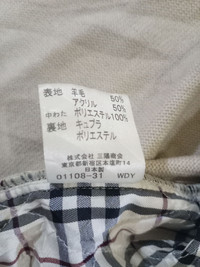 表地 羊毛 50%
アクリル 50%
中わた ポリエステル100%
裏地 キュプラ
ポリエステル
株式会社 三陽商会
東京都新宿区本塩町14
日本製
01108-31 WDY